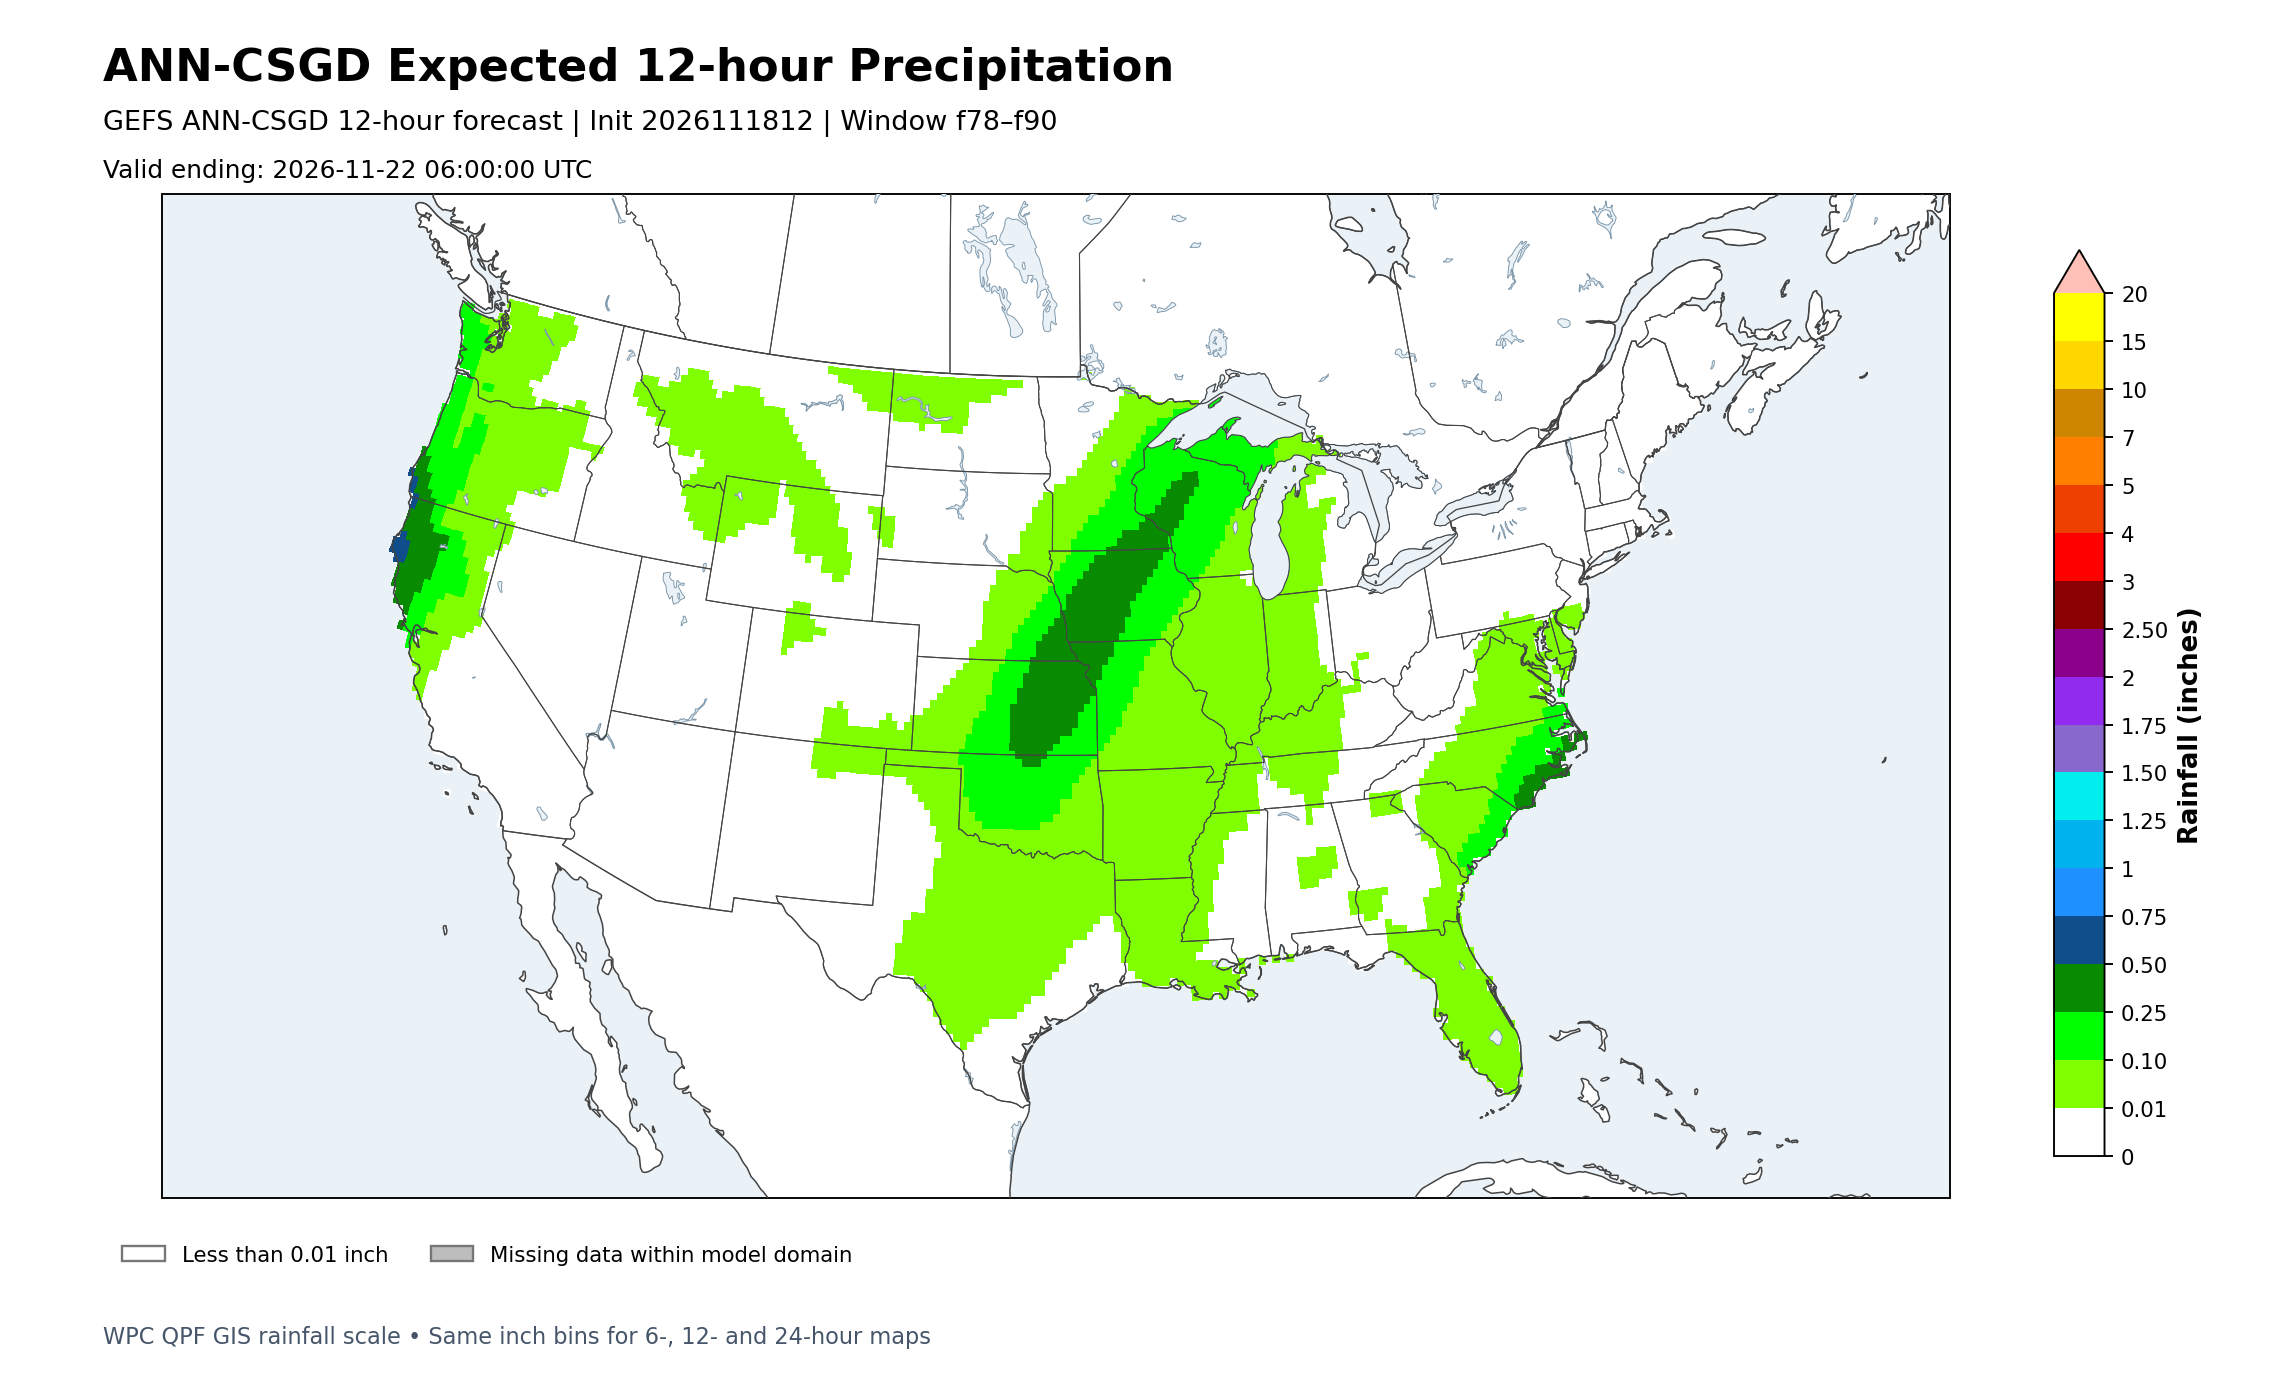 ANN-CSGD Expected 12-hour Precipitation
GEFS ANN-CSGD 12-hour forecast | Init 2026111812 | Window f78–f90
Valid ending: 2026-11-22 06:00:00 UTC
20
15
10
7
5
4
3
2.50
2
1.75
1.50
1.25
1
0.75
0.50
0.25
0.10
0.01
0
Rainfall (inches)
Less than 0.01 inch
Missing data within model domain
WPC QPF GIS rainfall scale • Same inch bins for 6-, 12- and 24-hour maps